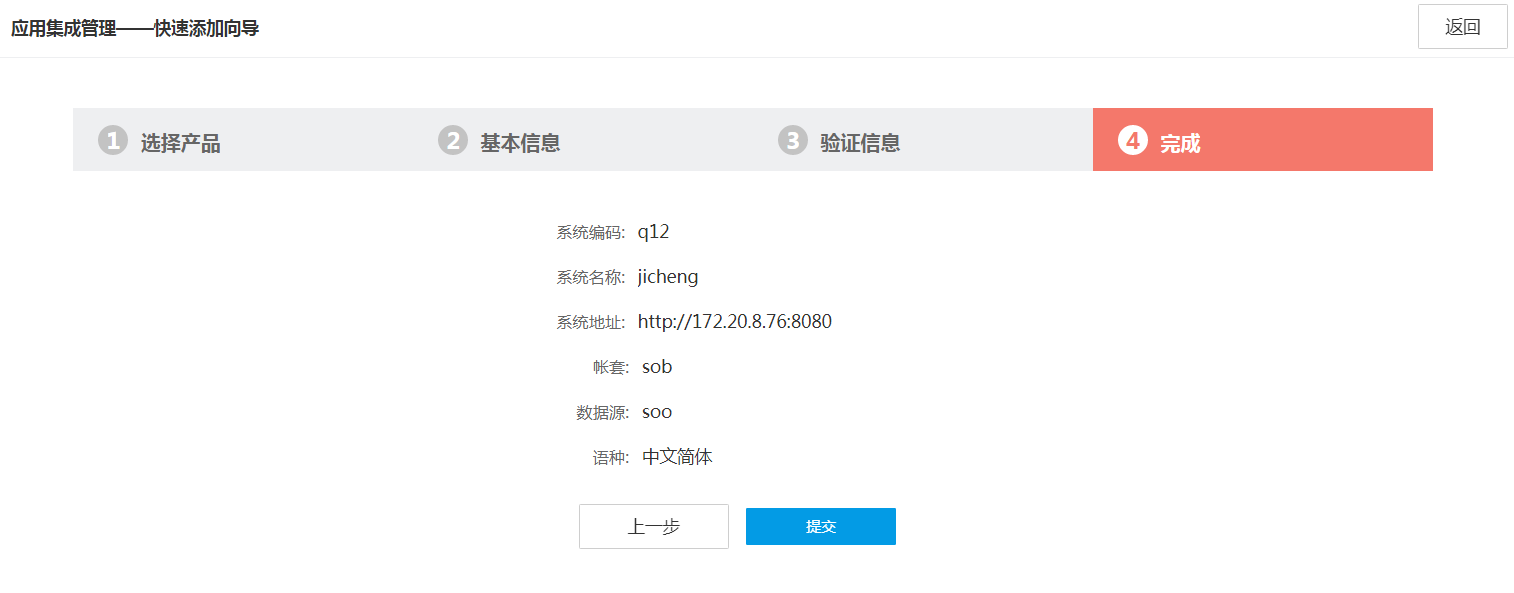 应用集成管理——快速添加向导
返回
1 选择产品 2 基本信息 3 验证信息 4 完成
系统编码: q12
系统名称: jicheng
系统地址: http://172.20.8.76:8080
帐套: sob
数据源: soo
语种: 中文简体
上一步 提交